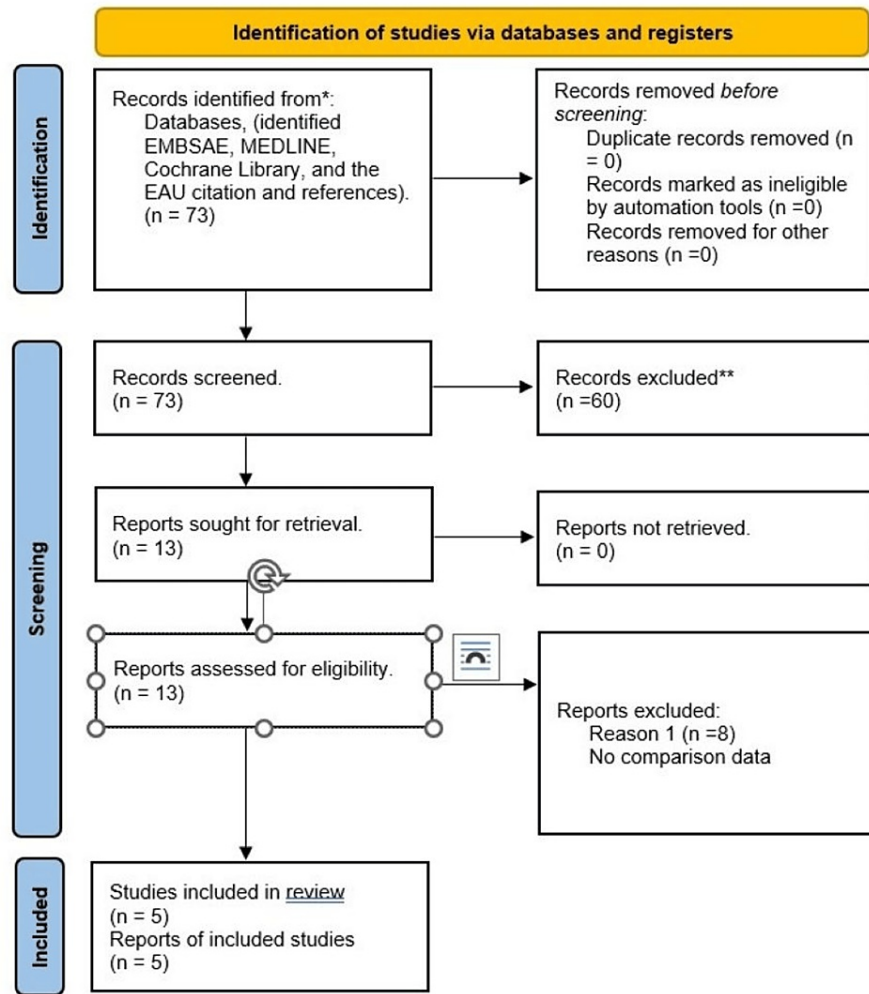 Identification of studies via databases and registers
Identification
Records identified from*:
Databases, (identified
EMBSAE, MEDLINE,
Cochrane Library, and the
EAU citation and references).
(n = 73)
Records removed before
screening:
Duplicate records removed (n
= 0)
Records marked as ineligible
by automation tools (n =0)
Records removed for other
reasons (n =0)
Screening
Records screened.
(n = 73)
Records excluded**
(n =60)
Reports sought for retrieval.
(n = 13)
Reports not retrieved.
(n = 0)
Reports assessed for eligibility.
(n = 13)
Reports excluded:
Reason 1 (n =8)
No comparison data
Included
Studies included in review
(n = 5)
Reports of included studies
(n = 5)